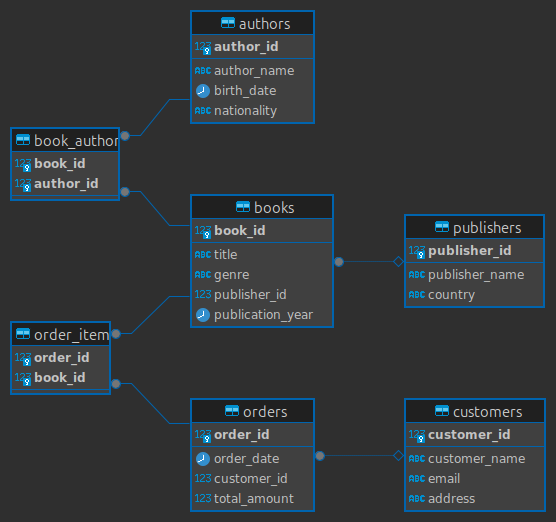 authors
123 author_id
ABC author_name
birth_date
ABC nationality
book_author
123 book_id
123 author_id
books
123 book_id
ABC title
ABC genre
123 publisher_id
publication_year
publishers
123 publisher_id
ABC publisher_name
ABC country
order_item
123 order_id
123 book_id
orders
123 order_id
order_date
123 customer_id
123 total_amount
customers
123 customer_id
ABC customer_name
ABC email
ABC address